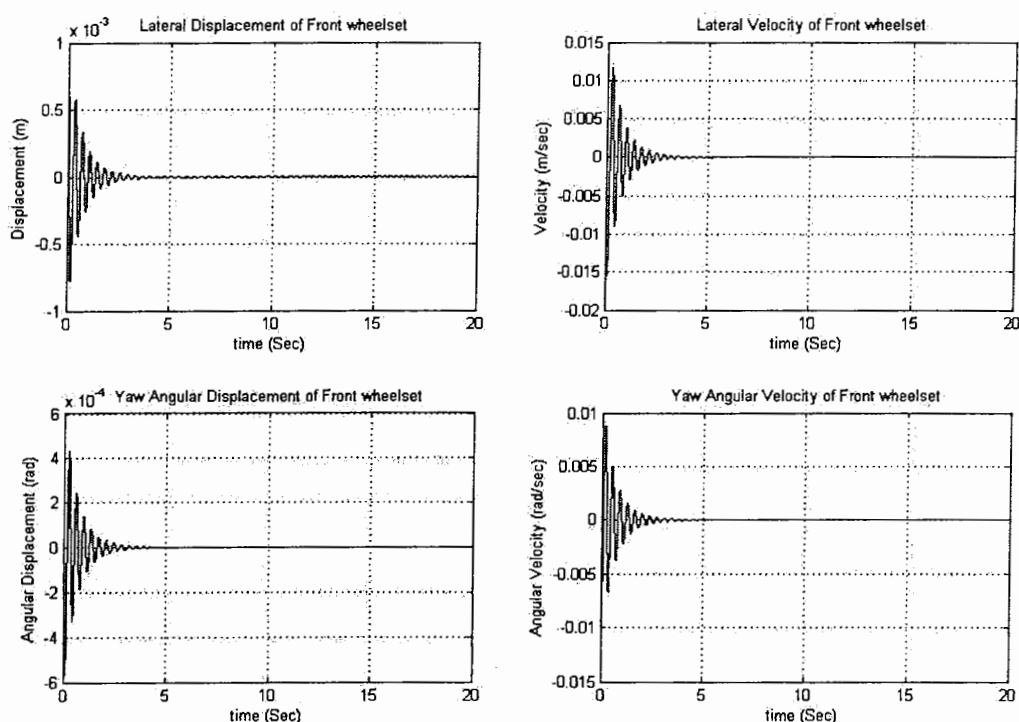 Lateral Displacement of Front wheelset
x 10^-3
1
0.5
0
-0.5
-1
Displacement (m)
0 5 10 15 20
time (Sec)
Lateral Velocity of Front wheelset
0.015
0.01
0.005
0
-0.005
-0.01
-0.015
-0.02
Velocity (m/sec)
0 5 10 15 20
time (Sec)
x 10^-4 Yaw Angular Displacement of Front wheelset
6
4
2
0
-2
-4
-6
Angular Displacement (rad)
0 5 10 15 20
time (Sec)
Yaw Angular Velocity of Front wheelset
0.01
0.005
0
-0.005
-0.01
-0.015
Angular Velocity (rad/sec)
0 5 10 15 20
time (Sec)